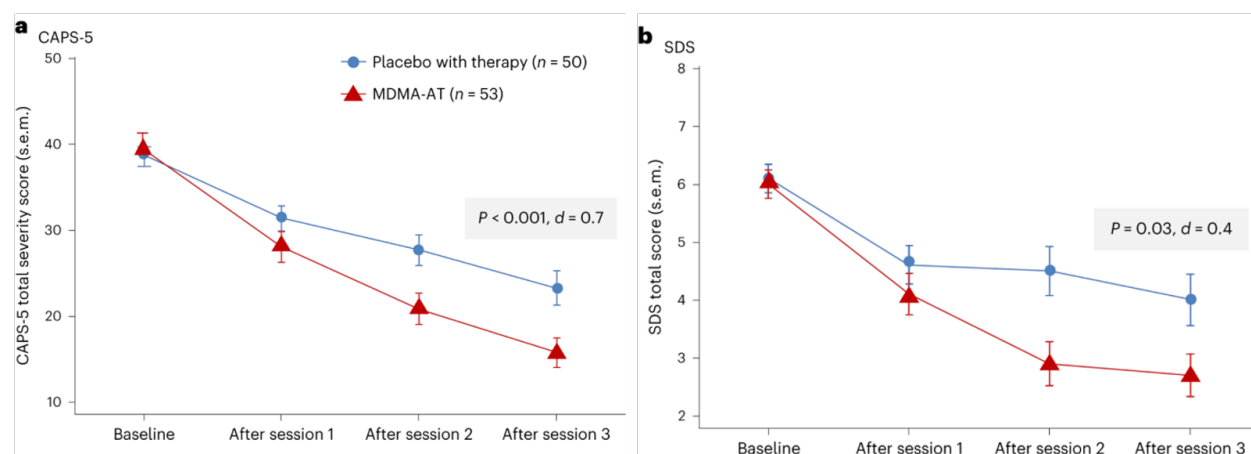 a
CAPS-5
50
40
30
20
10
CAPS-5 total severity score (s.e.m.)
Placebo with therapy (n = 50)
MDMA-AT (n = 53)
P < 0.001, d = 0.7
Baseline
After session 1
After session 2
After session 3
b
SDS
8
7
6
5
4
3
2
SDS total score (s.e.m.)
P = 0.03, d = 0.4
Baseline
After session 1
After session 2
After session 3